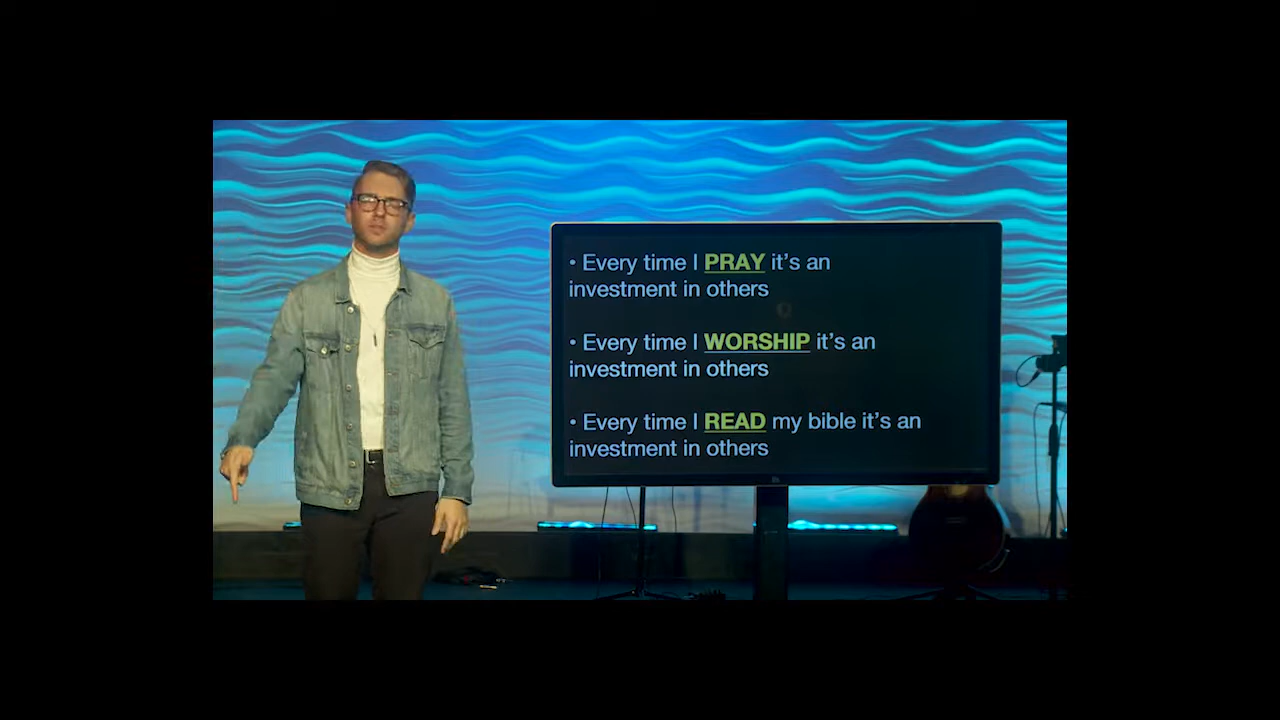 • Every time I PRAY it's an
investment in others
• Every time I WORSHIP it's an
investment in others
• Every time I READ my bible it's an
investment in others